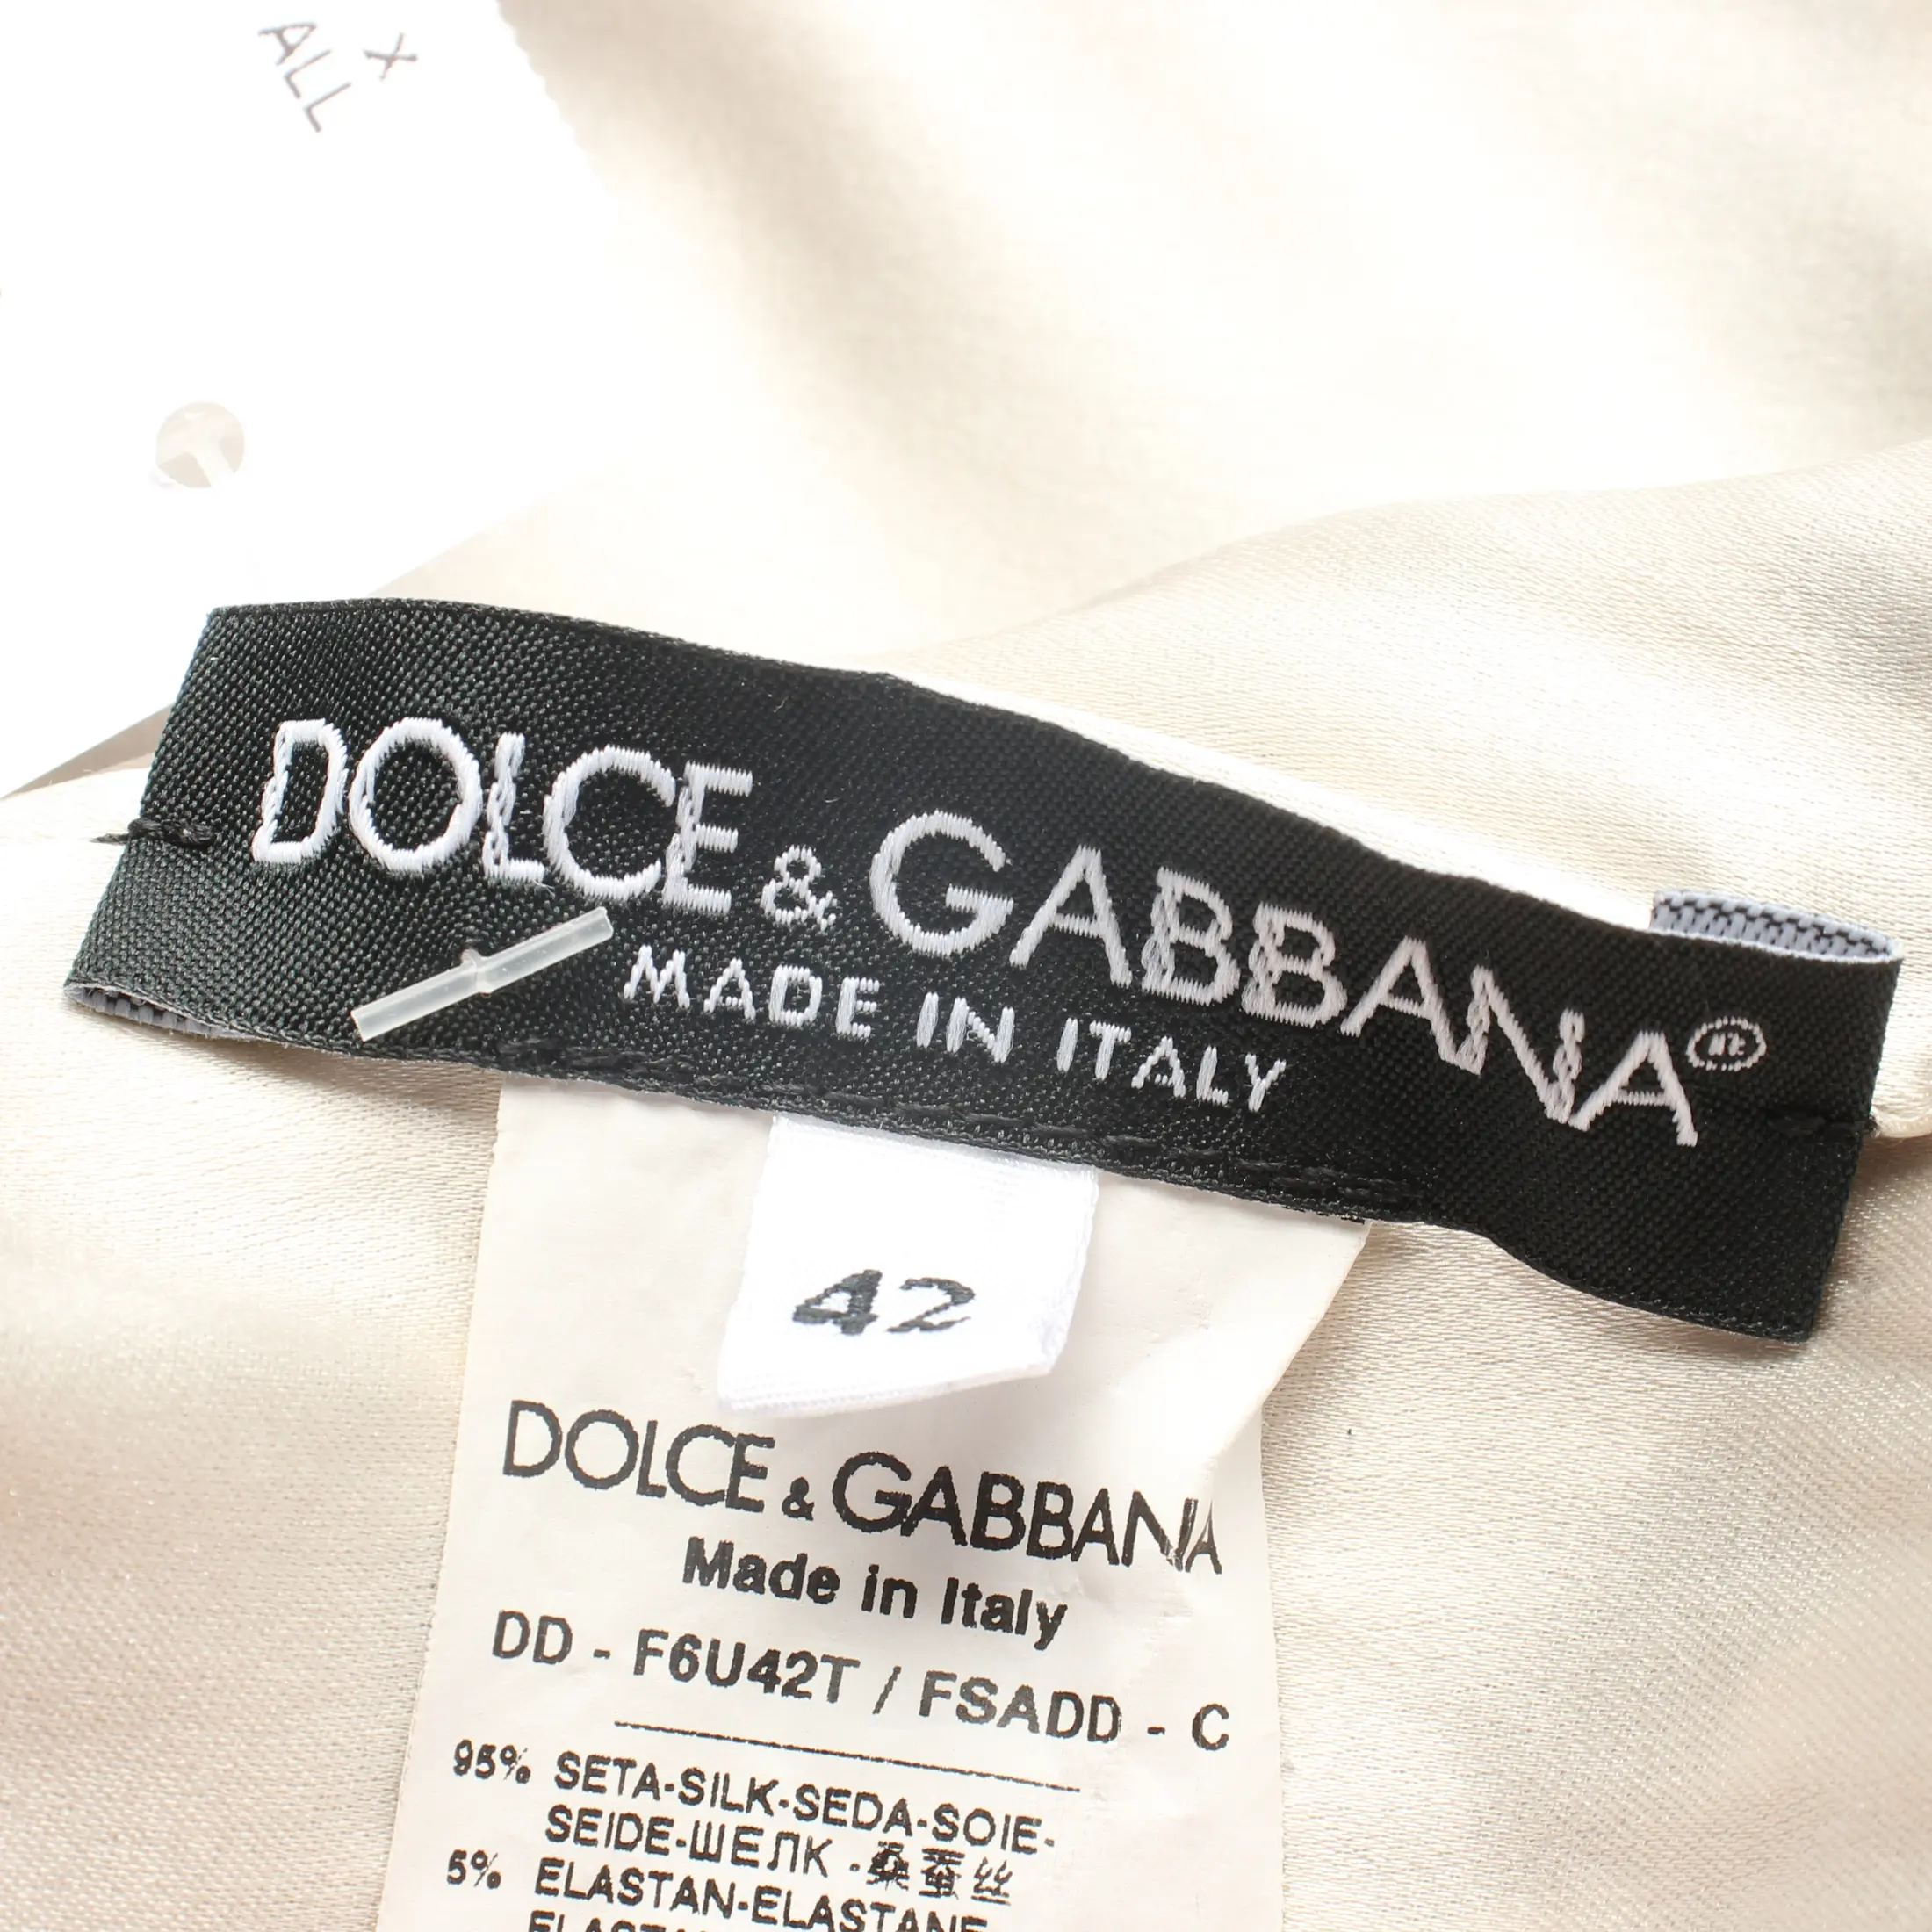 X
ALL
DOLCE & GABBANA®
MADE IN ITALY
42
DOLCE & GABBANA
Made in Italy
DD - F6U42T / FSADD - C
95% SETA-SILK-SEDA-SOIE-
SEIDE-ШЕЛК-桑蚕丝
5% ELASTAN-ELASTANE